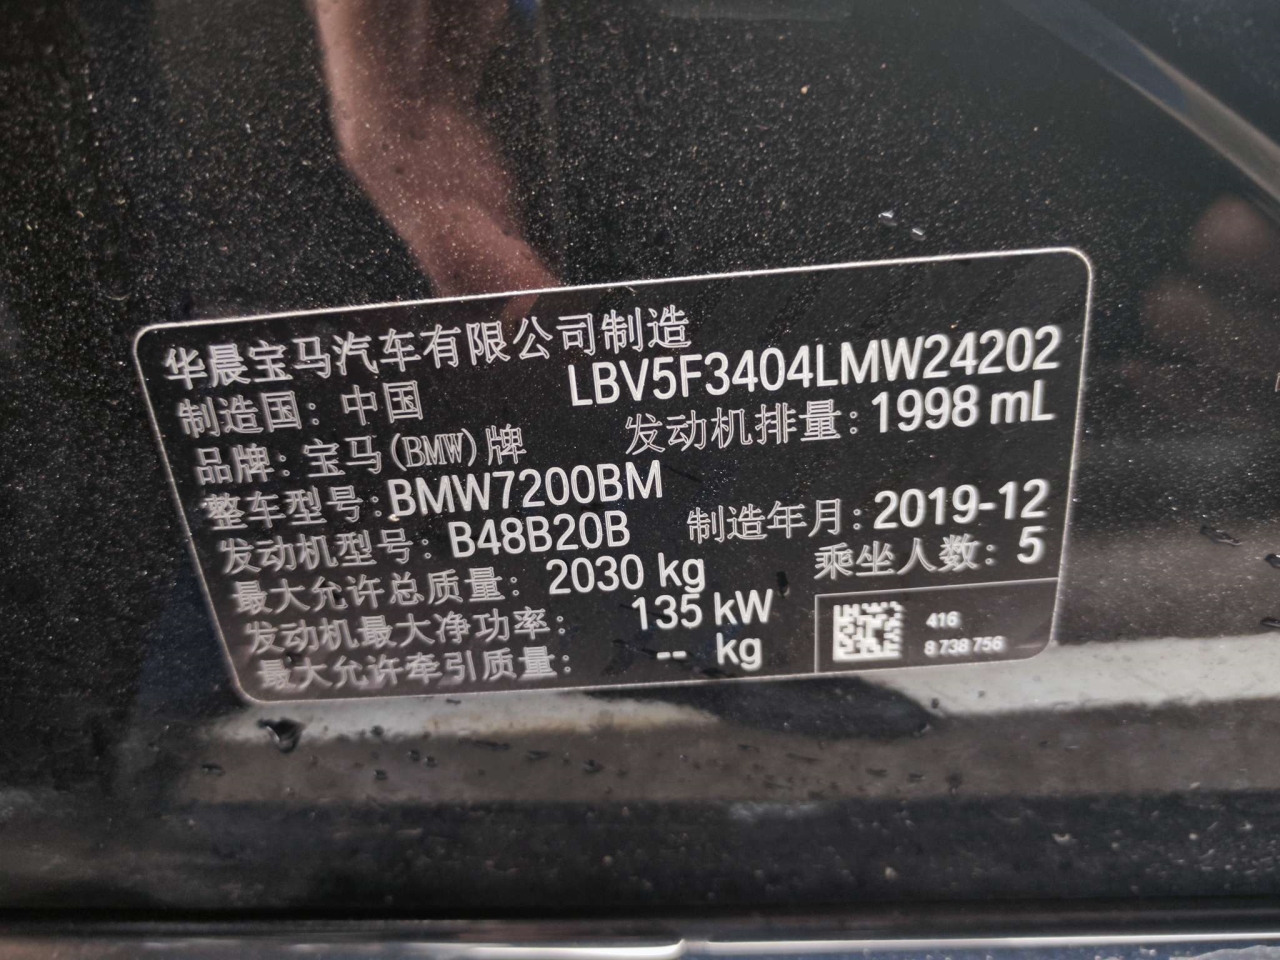 华晨宝马汽车有限公司制造
制造国：中国 LBV5F3404LMW24202
品牌：宝马(BMW)牌 发动机排量：1998 mL
整车型号：BMW7200BM
发动机型号：B48B20B 制造年月：2019-12
最大允许总质量：2030 kg 乘坐人数：5
发动机最大净功率：135 kW
最大允许牵引质量：-- kg
416
8 738 756